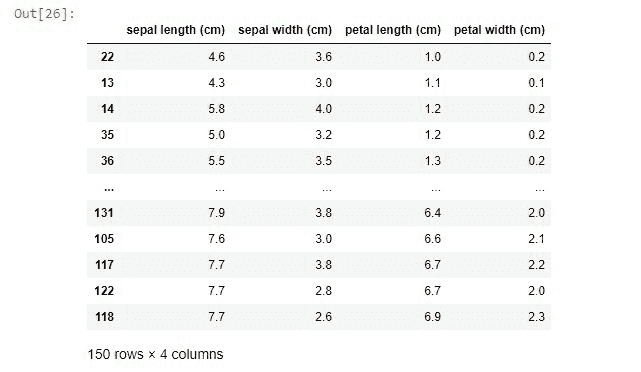 Out[26]:
sepal length (cm) sepal width (cm) petal length (cm) petal width (cm)
22 4.6 3.6 1.0 0.2
13 4.3 3.0 1.1 0.1
14 5.8 4.0 1.2 0.2
35 5.0 3.2 1.2 0.2
36 5.5 3.5 1.3 0.2
... ... ... ... ...
131 7.9 3.8 6.4 2.0
105 7.6 3.0 6.6 2.1
117 7.7 3.8 6.7 2.2
122 7.7 2.8 6.7 2.0
118 7.7 2.6 6.9 2.3
150 rows × 4 columns